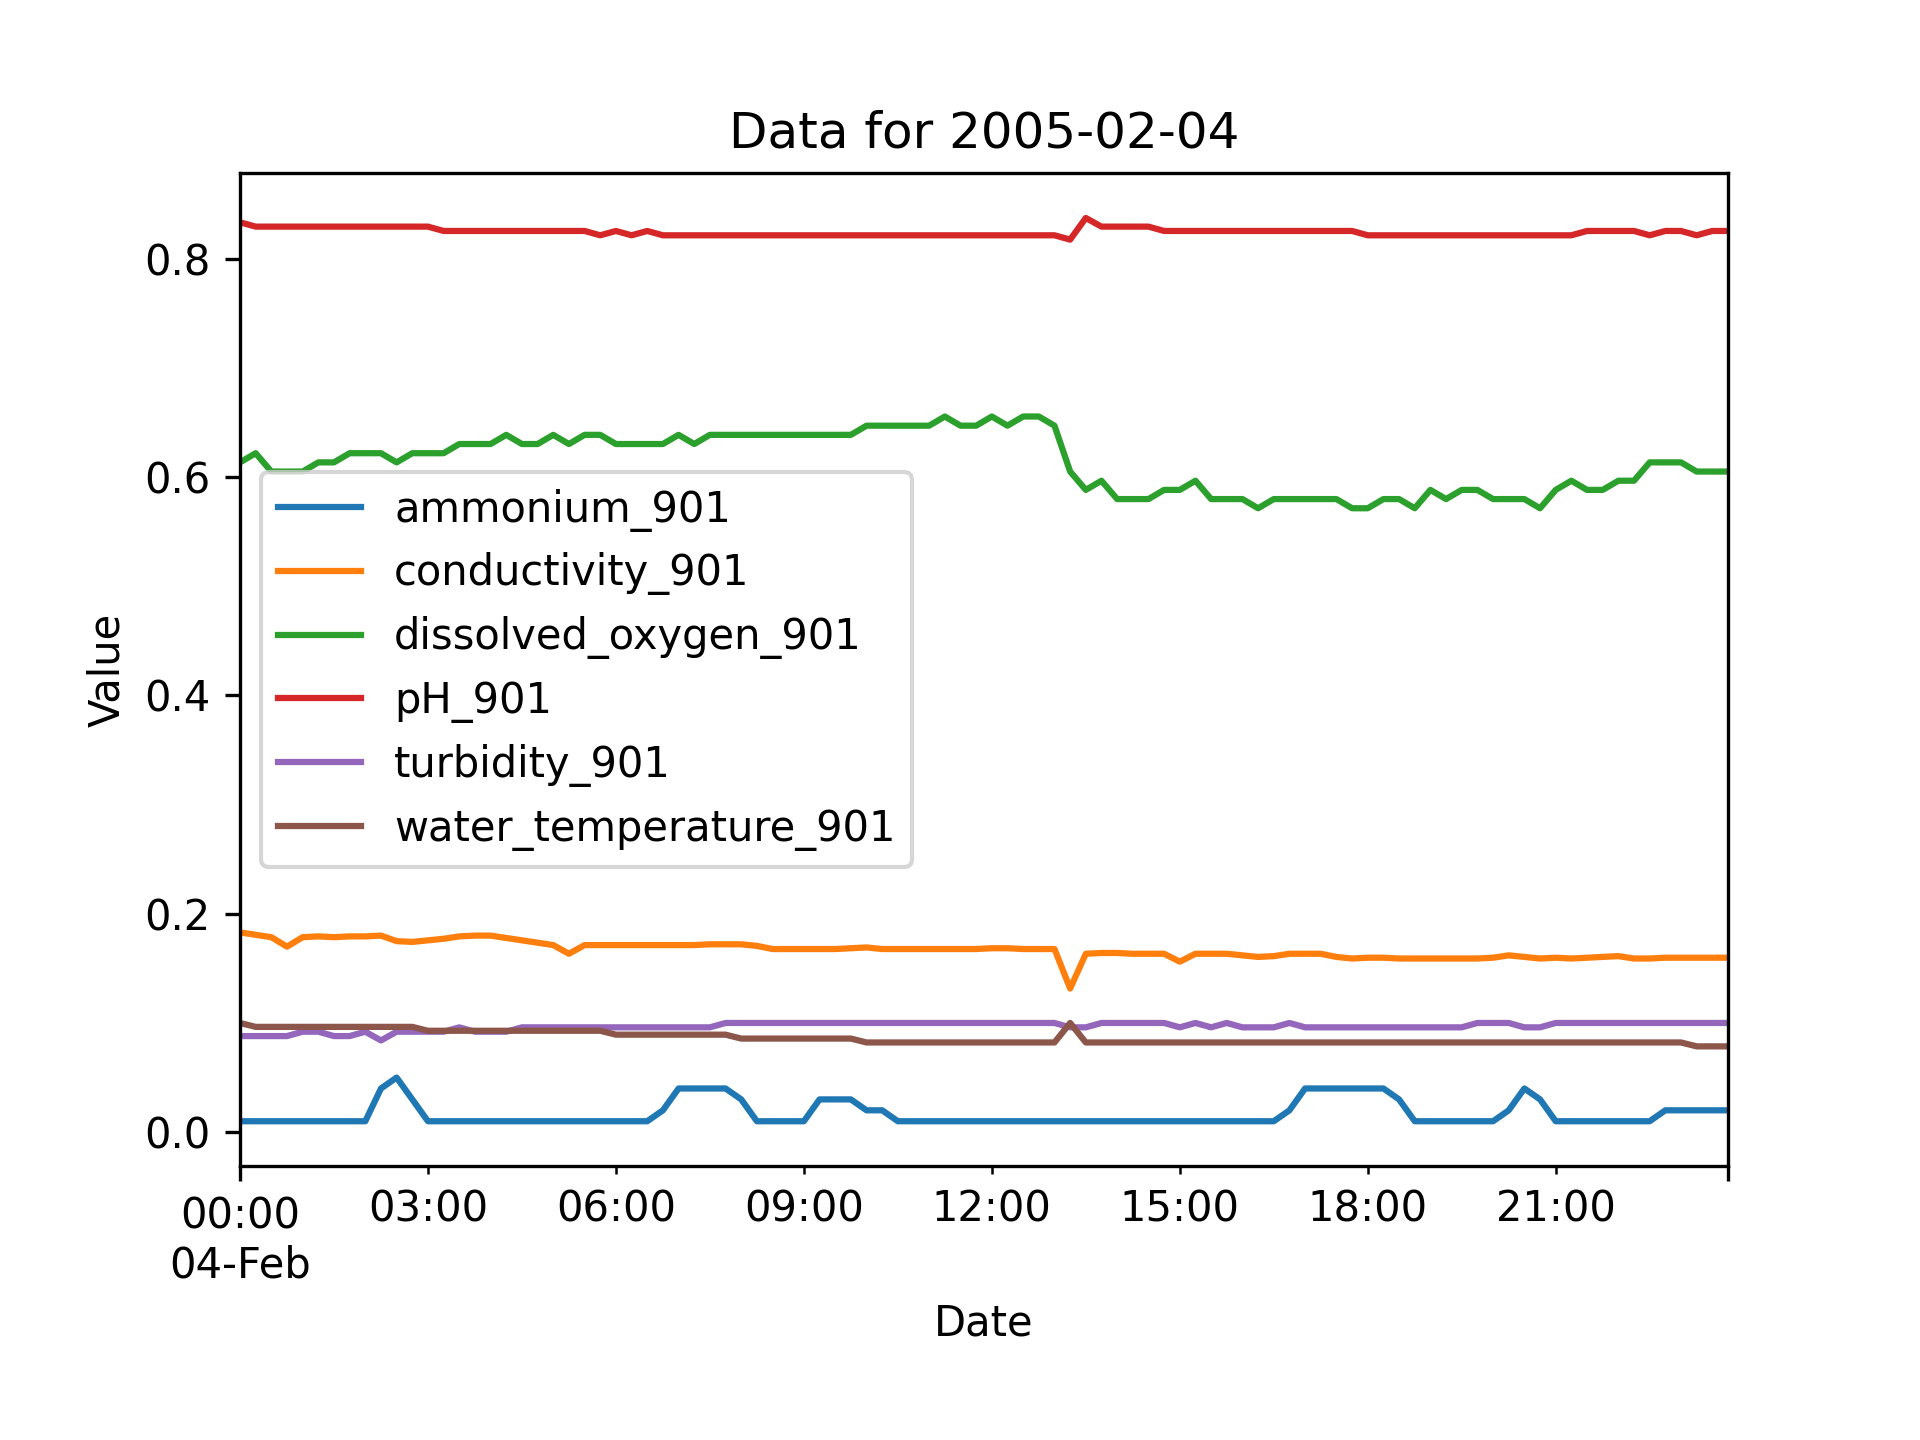 Data for 2005-02-04
Value
0.8
0.6
0.4
0.2
0.0
ammonium_901
conductivity_901
dissolved_oxygen_901
pH_901
turbidity_901
water_temperature_901
00:00 03:00 06:00 09:00 12:00 15:00 18:00 21:00
04-Feb
Date